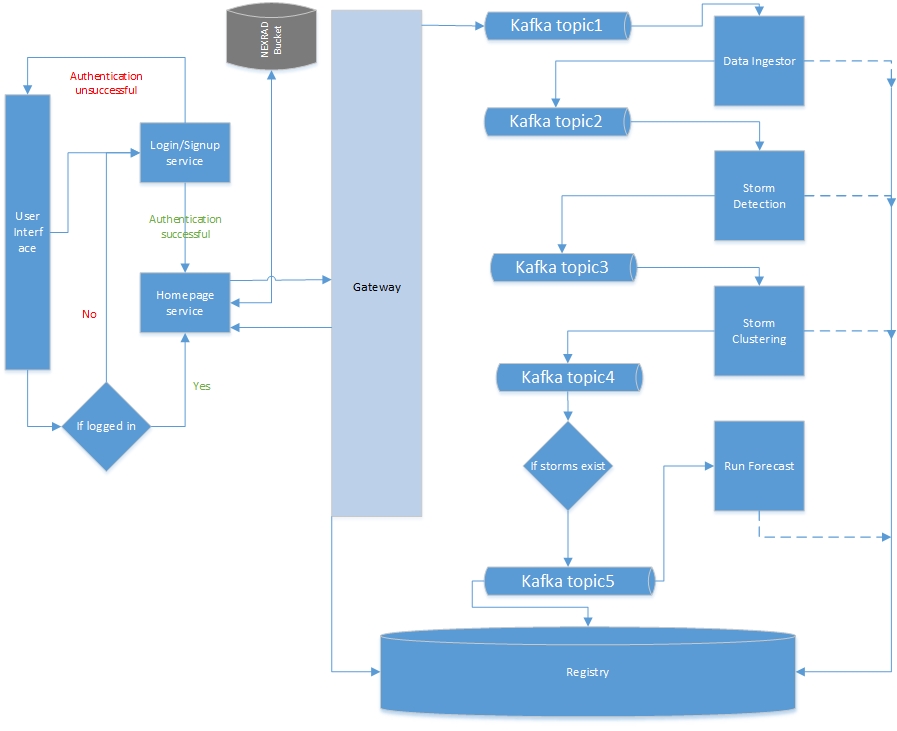 NEXRAD
Bucket
Authentication
unsuccessful
Login/Signup
service
User
Interf
ace
Authentication
successful
Homepage
service
No
Yes
If logged in
Gateway
Kafka topic1
Data Ingestor
Kafka topic2
Storm
Detection
Kafka topic3
Storm
Clustering
Kafka topic4
If storms exist
Run Forecast
Kafka topic5
Registry